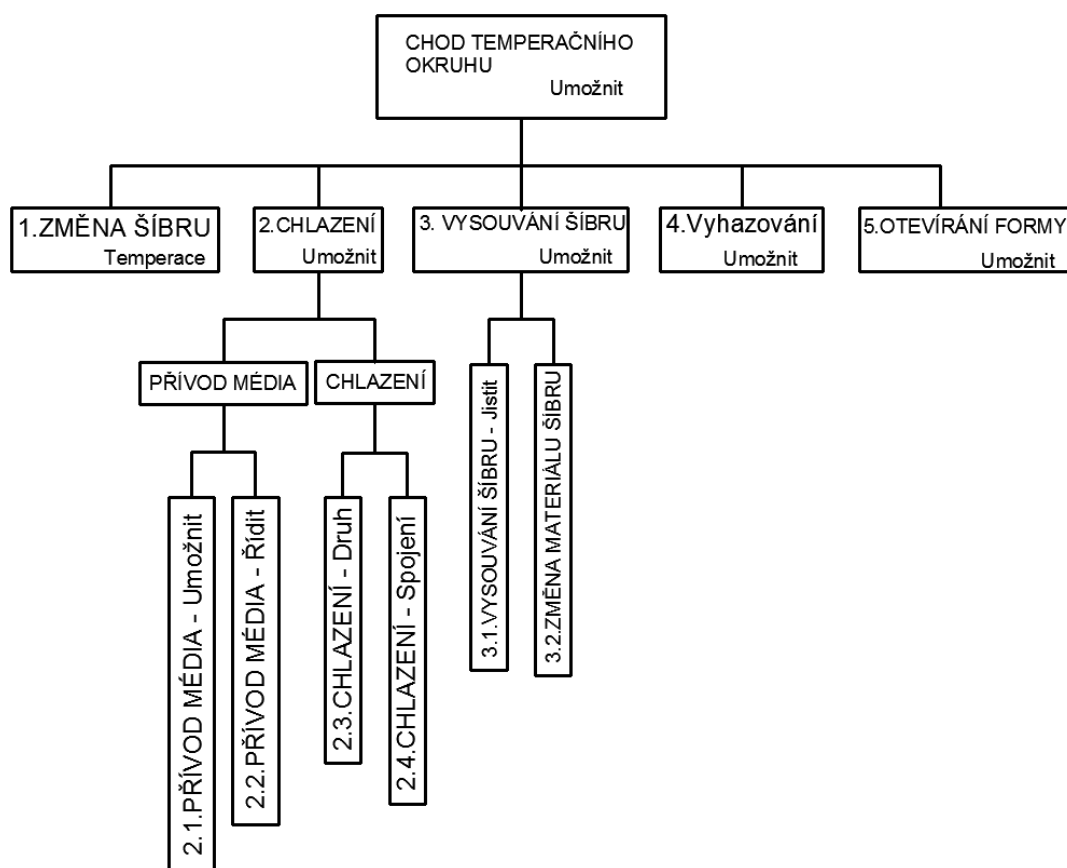 CHOD TEMPERAČNÍHO
OKRUHU
Umožnit
1.ZMĚNA ŠÍBRU
Temperace
2.CHLAZENÍ
Umožnit
3. VYSOUVÁNÍ ŠÍBRU
Umožnit
4.Vyhazování
Umožnit
5.OTEVÍRÁNÍ FORMY
Umožnit
PŘÍVOD MÉDIA
CHLAZENÍ
2.1.PŘÍVOD MÉDIA - Umožnit
2.2.PŘÍVOD MÉDIA - Řídit
2.3.CHLAZENÍ - Druh
2.4.CHLAZENÍ - Spojení
3.1.VYSOUVÁNÍ ŠÍBRU - Jistit
3.2.ZMĚNA MATERIÁLU ŠÍBRU